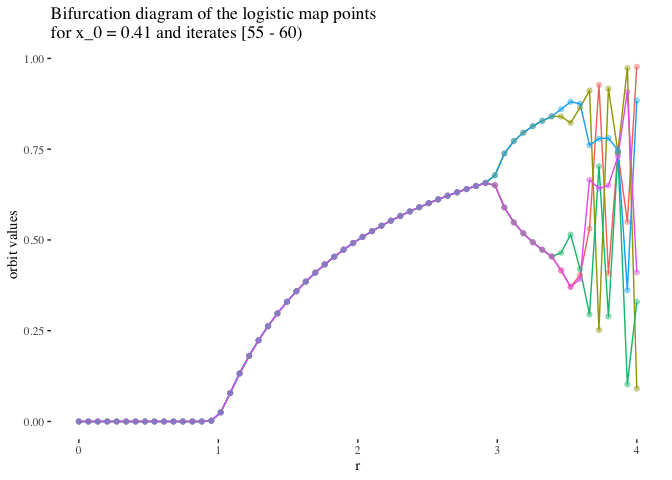 Bifurcation diagram of the logistic map points
for x_0 = 0.41 and iterates [55 - 60)
1.00
0.75
0.50
0.25
0.00
orbit values
0 1 2 3 4
r